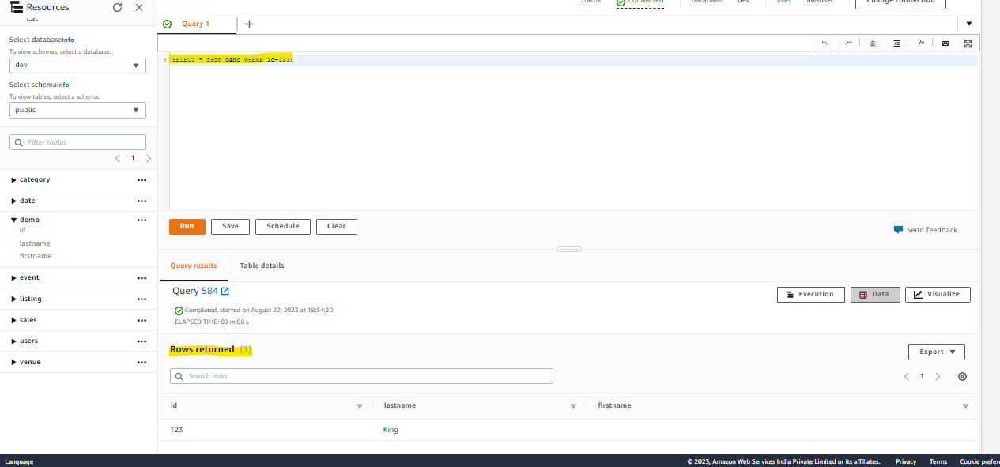 Resources
Info
Status
Connected
database
dev
user
awsuser
Change connection
Query 1
Select databaseInfo
To view schemas, select a database.
dev
Select schemaInfo
To view tables, select a schema.
public
Filter tables
1
category
date
demo
id
lastname
firstname
event
listing
sales
users
venue
/*
1 SELECT * from demo WHERE id=123;
Run
Save
Schedule
Clear
Send feedback
Query results
Table details
Query 584
Execution
Data
Visualize
Completed, started on August 22, 2023 at 18:54:20
ELAPSED TIME: 00 m 08 s
Rows returned (1)
Export
Search rows
1
id lastname firstname
123 King
Language
© 2023, Amazon Web Services India Private Limited or its affiliates. Privacy Terms Cookie prefere